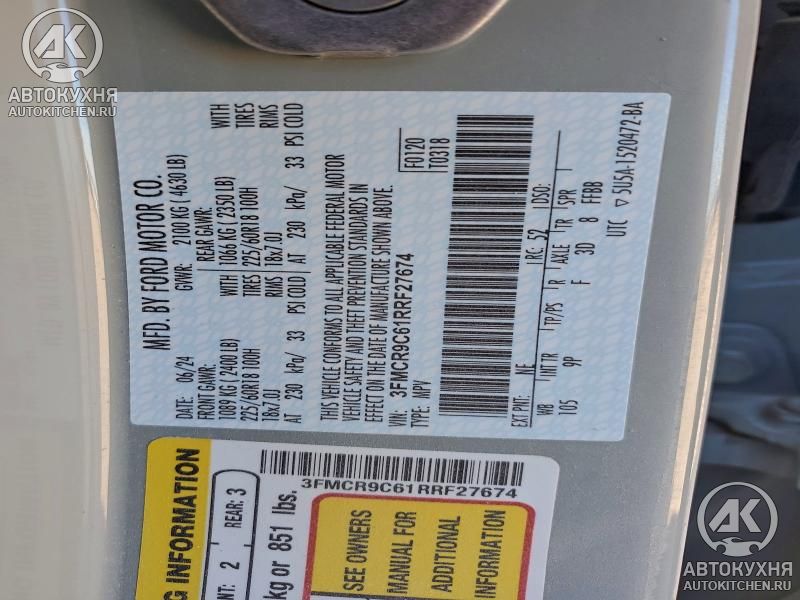 АВТОКУХНЯ
AUTOKITCHEN.RU
MFD. BY FORD MOTOR CO.
DATE: 06/24 GVWR: 2100 KG (4630 LB)
FRONT GAWR: REAR GAWR:
1089 KG (2400 LB) 1066 KG (2350 LB) WITH
225/60R18 100H 225/60R18 100H TIRES
18x7.0J RIMS 18x7.0J RIMS
AT 230 kPa/ 33 PSI COLD AT 230 kPa/ 33 PSI COLD
THIS VEHICLE CONFORMS TO ALL APPLICABLE FEDERAL MOTOR
VEHICLE SAFETY AND THEFT PREVENTION STANDARDS IN
EFFECT ON THE DATE OF MANUFACTURE SHOWN ABOVE.
VIN: 3FMCR9C61RRF27674
TYPE: MPV
F0120
T0318
EXT PNT: NE RC: 52 DSO:
WB INT TR TP/PS R AXLE TR SPR
105 9P F 3D 8 FFBB
UTC ▽ 5U5A-1520472-BA
G INFORMATION
NT: 2 REAR: 3
kg or 851 lbs.
3FMCR9C61RRF27674
SEE OWNERS
MANUAL FOR
ADDITIONAL
INFORMATION
АВТОКУХНЯ
AUTOKITCHEN.RU